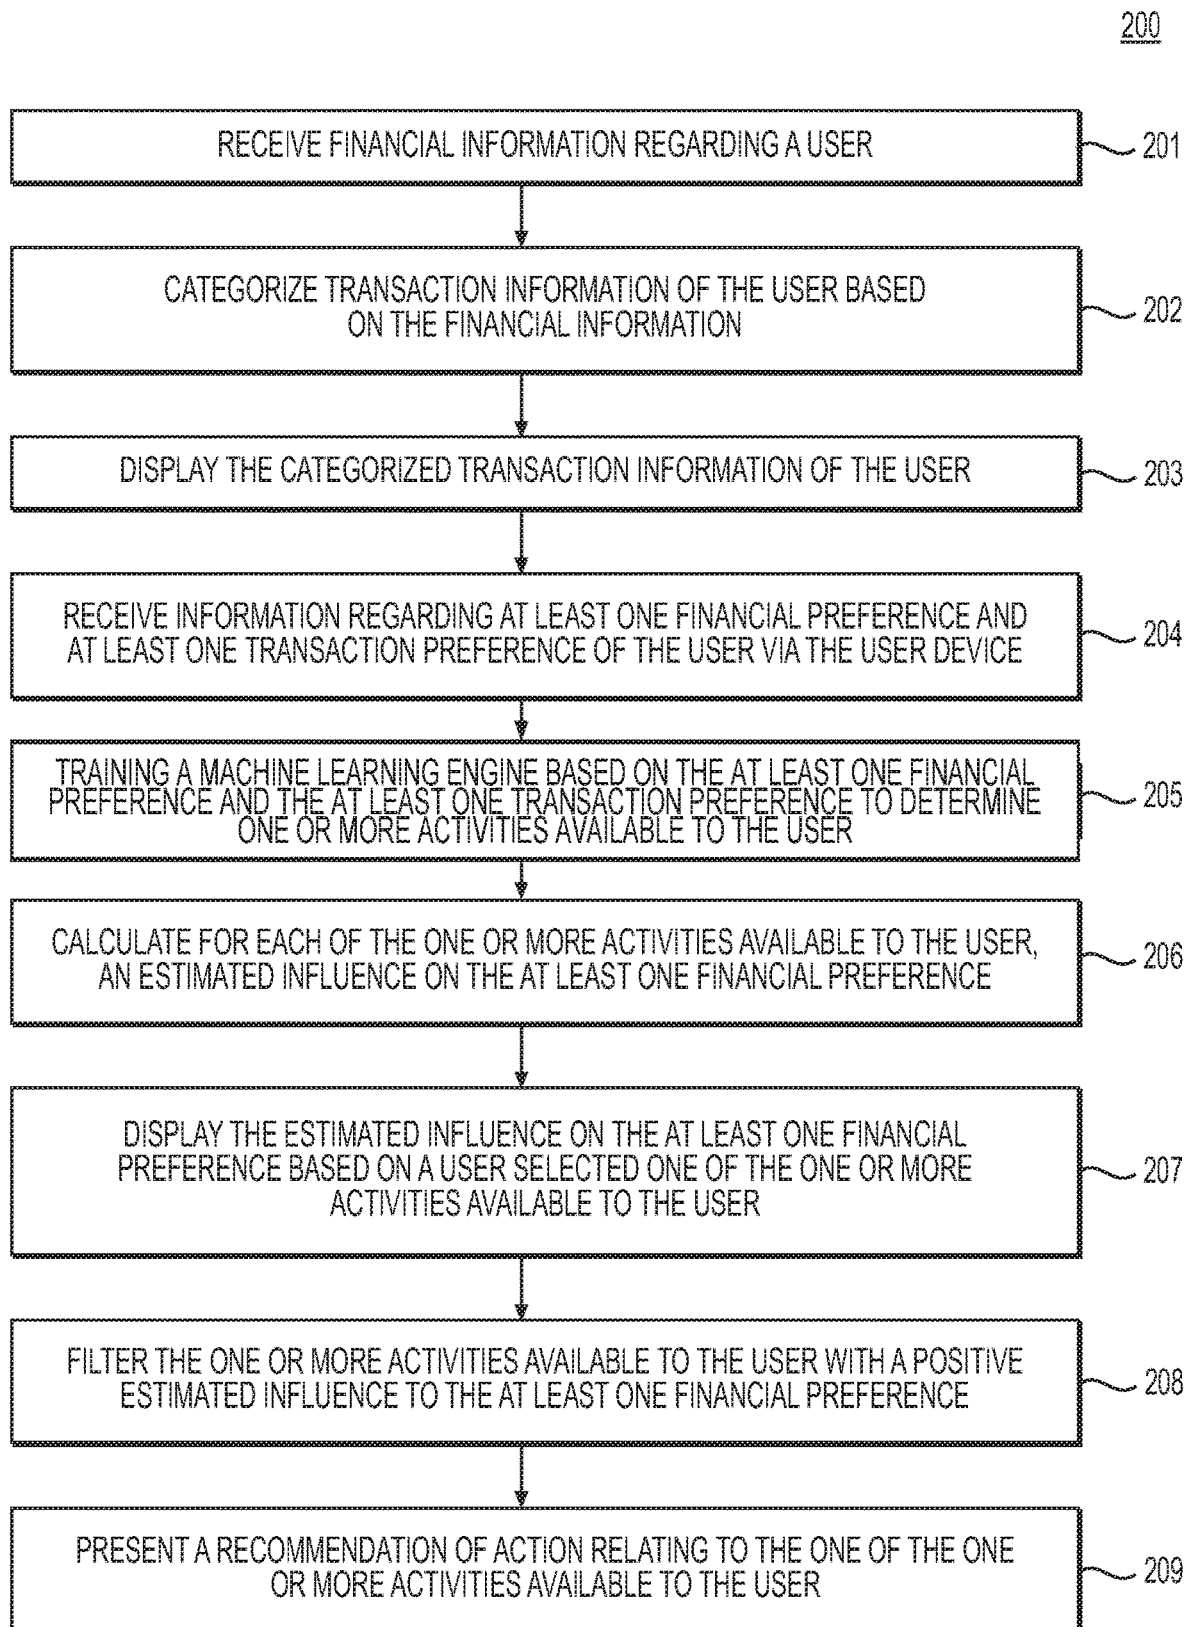 200
RECEIVE FINANCIAL INFORMATION REGARDING A USER
201
CATEGORIZE TRANSACTION INFORMATION OF THE USER BASED
ON THE FINANCIAL INFORMATION
202
DISPLAY THE CATEGORIZED TRANSACTION INFORMATION OF THE USER
203
RECEIVE INFORMATION REGARDING AT LEAST ONE FINANCIAL PREFERENCE AND
AT LEAST ONE TRANSACTION PREFERENCE OF THE USER VIA THE USER DEVICE
204
TRAINING A MACHINE LEARNING ENGINE BASED ON THE AT LEAST ONE FINANCIAL
PREFERENCE AND THE AT LEAST ONE TRANSACTION PREFERENCE TO DETERMINE
ONE OR MORE ACTIVITIES AVAILABLE TO THE USER
205
CALCULATE FOR EACH OF THE ONE OR MORE ACTIVITIES AVAILABLE TO THE USER,
AN ESTIMATED INFLUENCE ON THE AT LEAST ONE FINANCIAL PREFERENCE
206
DISPLAY THE ESTIMATED INFLUENCE ON THE AT LEAST ONE FINANCIAL
PREFERENCE BASED ON A USER SELECTED ONE OF THE ONE OR MORE
ACTIVITIES AVAILABLE TO THE USER
207
FILTER THE ONE OR MORE ACTIVITIES AVAILABLE TO THE USER WITH A POSITIVE
ESTIMATED INFLUENCE TO THE AT LEAST ONE FINANCIAL PREFERENCE
208
PRESENT A RECOMMENDATION OF ACTION RELATING TO THE ONE OF THE ONE
OR MORE ACTIVITIES AVAILABLE TO THE USER
209